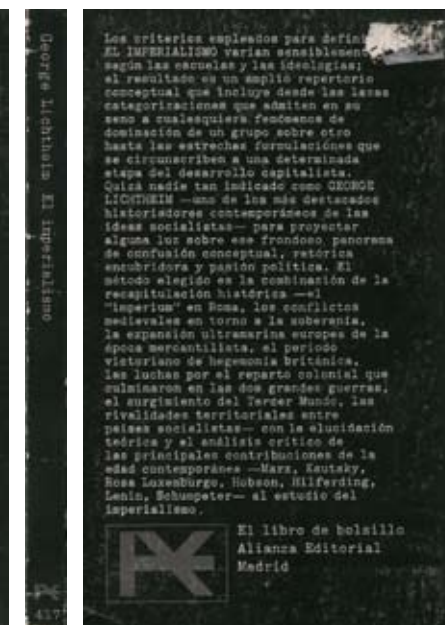 George Lichtheim El imperialismo
417
Los criterios empleados para defini
EL IMPERIALISMO varían sensiblemen
según las escuelas y las ideologías;
el resultado es un amplio repertorio
conceptual que incluye desde las laxas
categorizaciones que admiten en su
seno a cualesquiera fenómenos de
dominación de un grupo sobre otro
hasta las estrechas formulaciones que
se circunscriben a una determinada
etapa del desarrollo capitalista.
Quizá nadie tan indicado como GEORGE
LICHTHEIM —uno de los más destacados
historiadores contemporáneos de las
ideas socialistas— para proyectar
alguna luz sobre ese frondoso panorama
de confusión conceptual, retórica
encubridora y pasión política. El
método elegido es la combinación de la
recapitulación histórica —el
"imperium" en Roma, los conflictos
medievales en torno a la soberanía,
la expansión ultramarina europea de la
época mercantilista, el período
victoriano de hegemonía británica,
las luchas por el reparto colonial que
culminaron en las dos grandes guerras,
el surgimiento del Tercer Mundo, las
rivalidades territoriales entre
países socialistas— con la elucidación
teórica y el análisis crítico de
las principales contribuciones de la
edad contemporánea —Marx, Kautsky,
Rosa Luxemburgo, Hobson, Hilferding,
Lenin, Schumpeter— al estudio del
imperialismo.
El libro de bolsillo
Alianza Editorial
Madrid